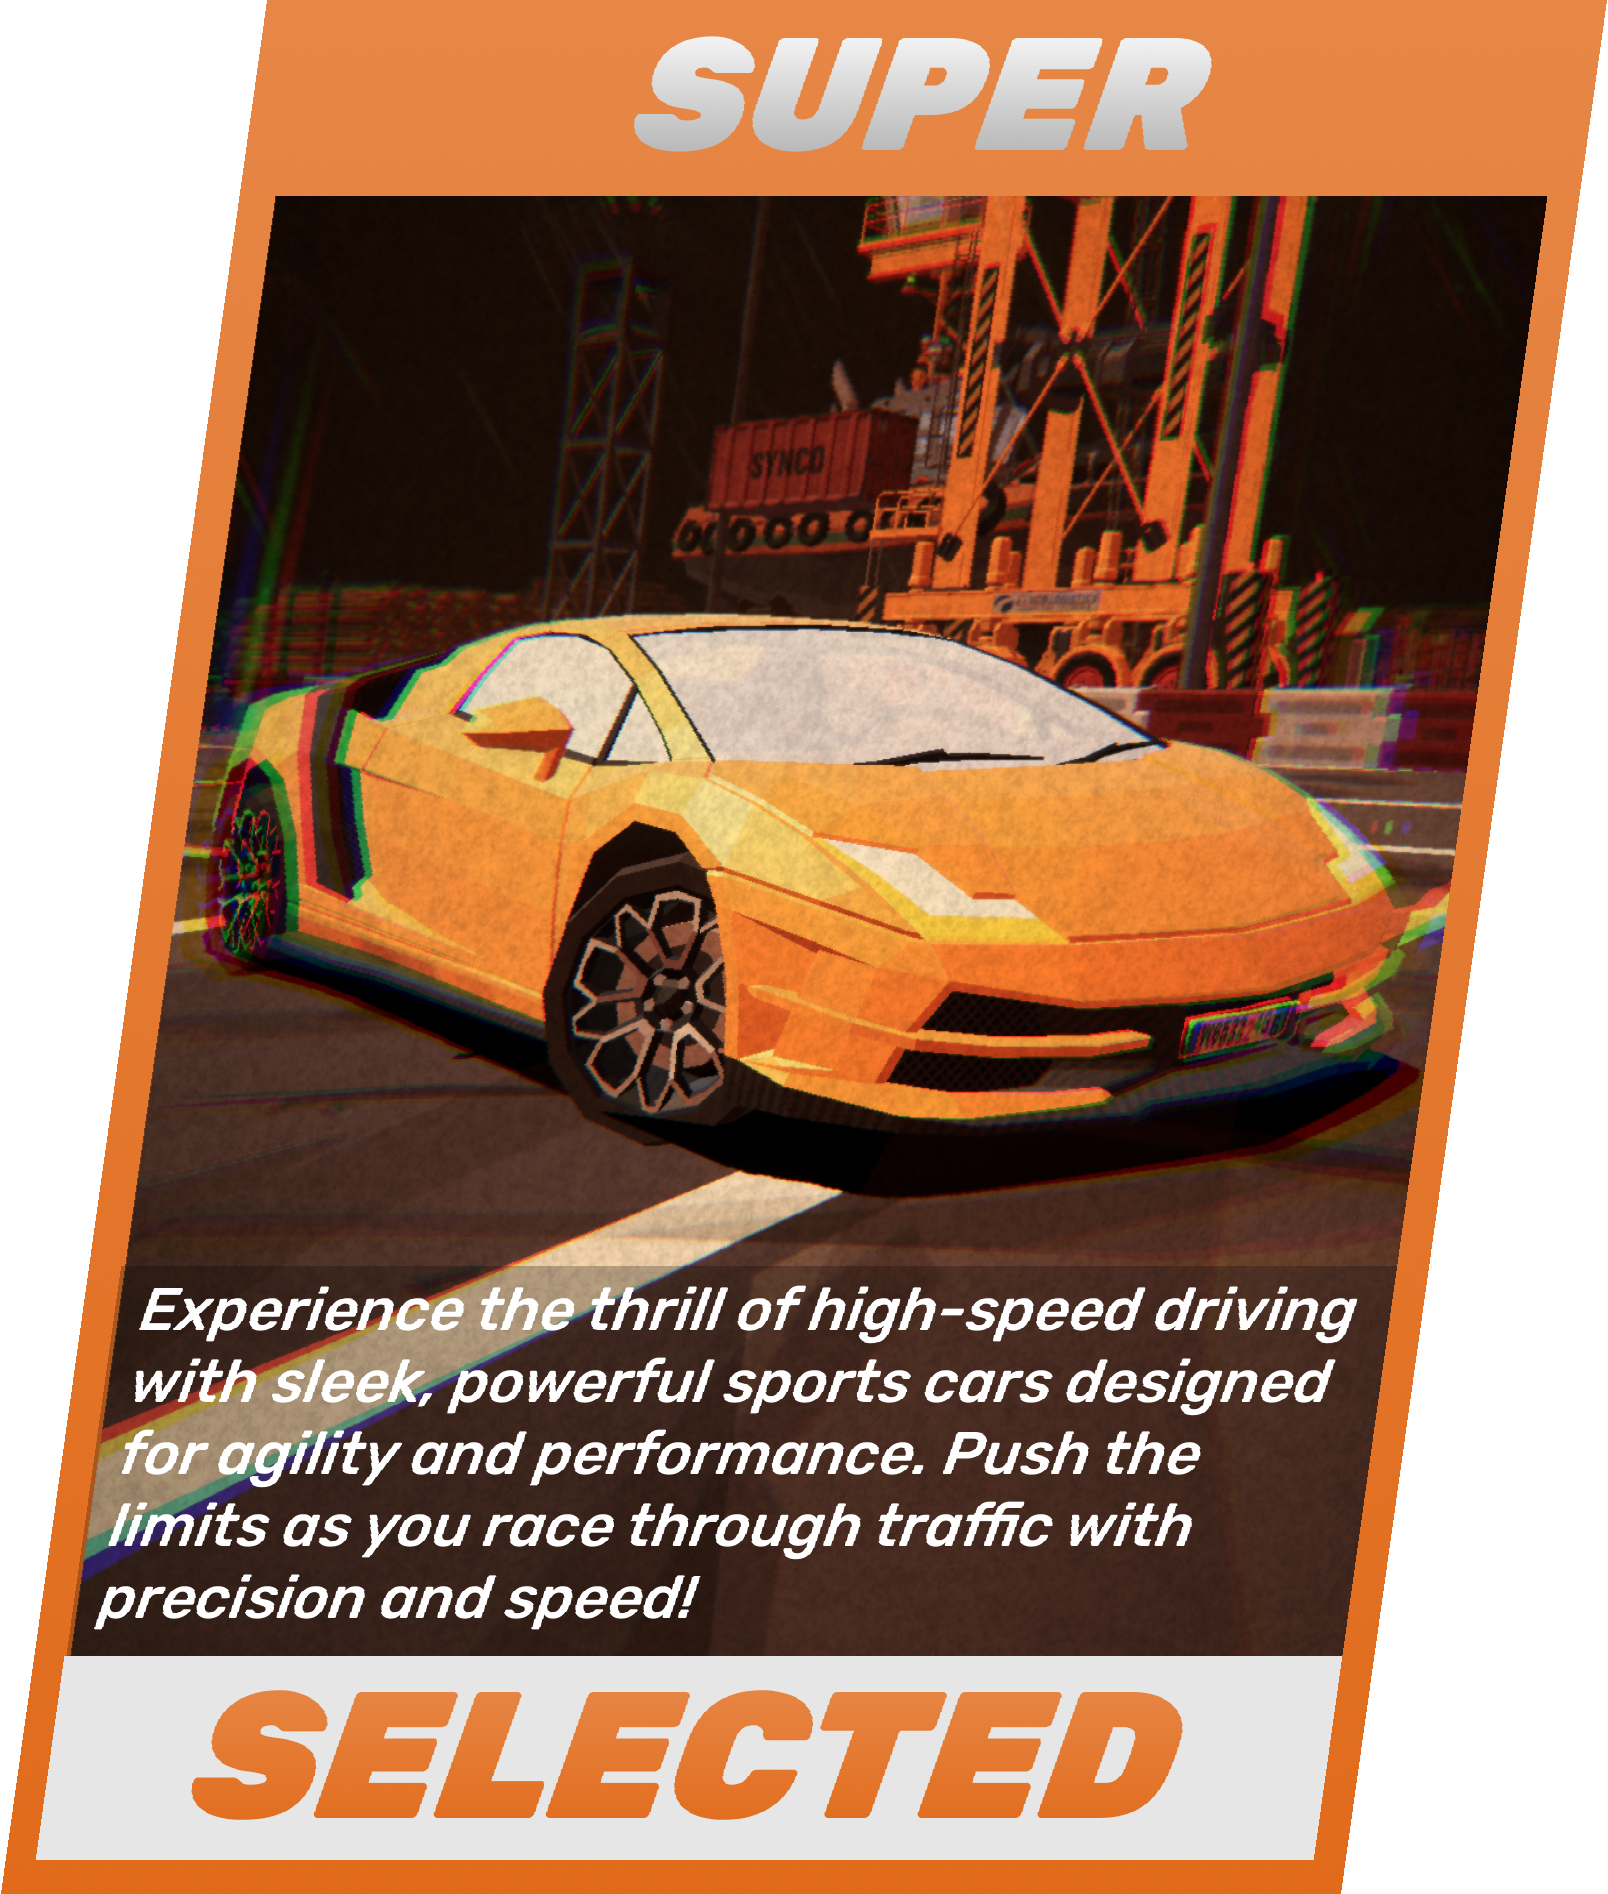 SUPER
SYNCO
Experience the thrill of high-speed driving
with sleek, powerful sports cars designed
for agility and performance. Push the
limits as you race through traffic with
precision and speed!
SELECTED